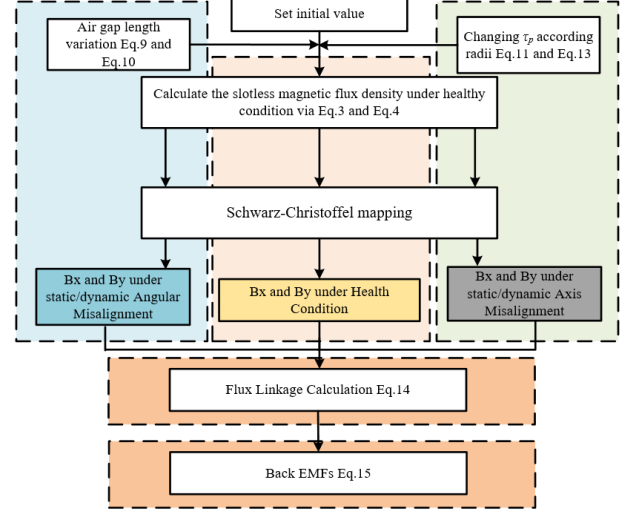 Set initial value
Air gap length
variation Eq.9 and
Eq.10
Changing τp according
radii Eq.11 and Eq.13
Calculate the slotless magnetic flux density under healthy
condition via Eq.3 and Eq.4
Schwarz-Christoffel mapping
Bx and By under
static/dynamic Angular
Misalignment
Bx and By under Health
Condition
Bx and By under
static/dynamic Axis
Misalignment
Flux Linkage Calculation Eq.14
Back EMFs Eq.15